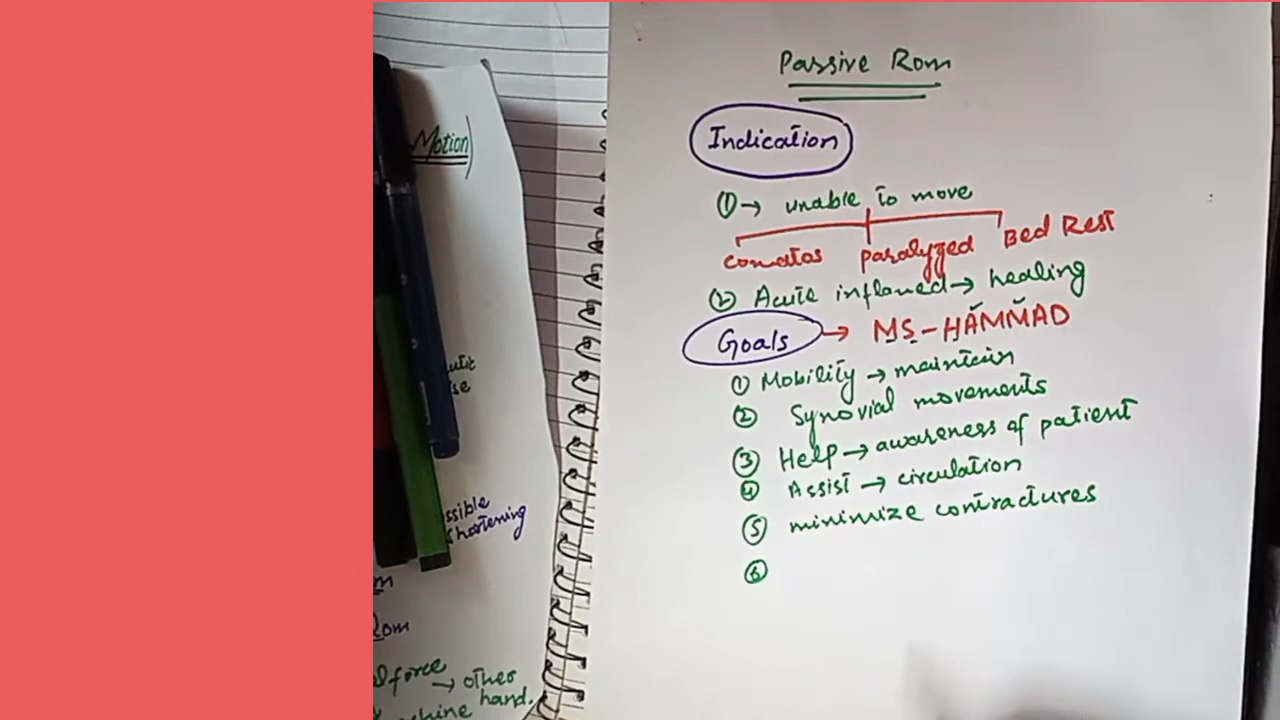 Motion)
ssible
shortening
Rom
force
→ other
hand.
Passive Rom
Indication
① → unable to move
comatos paralyzed Bed Rest
② Acute inflamed → healing
Goals → MS-HAMMAD
① Mobility → maintain
② Synovial movements
③ Help → awareness of patient
④ Assist → circulation
⑤ minimize contractures
⑥